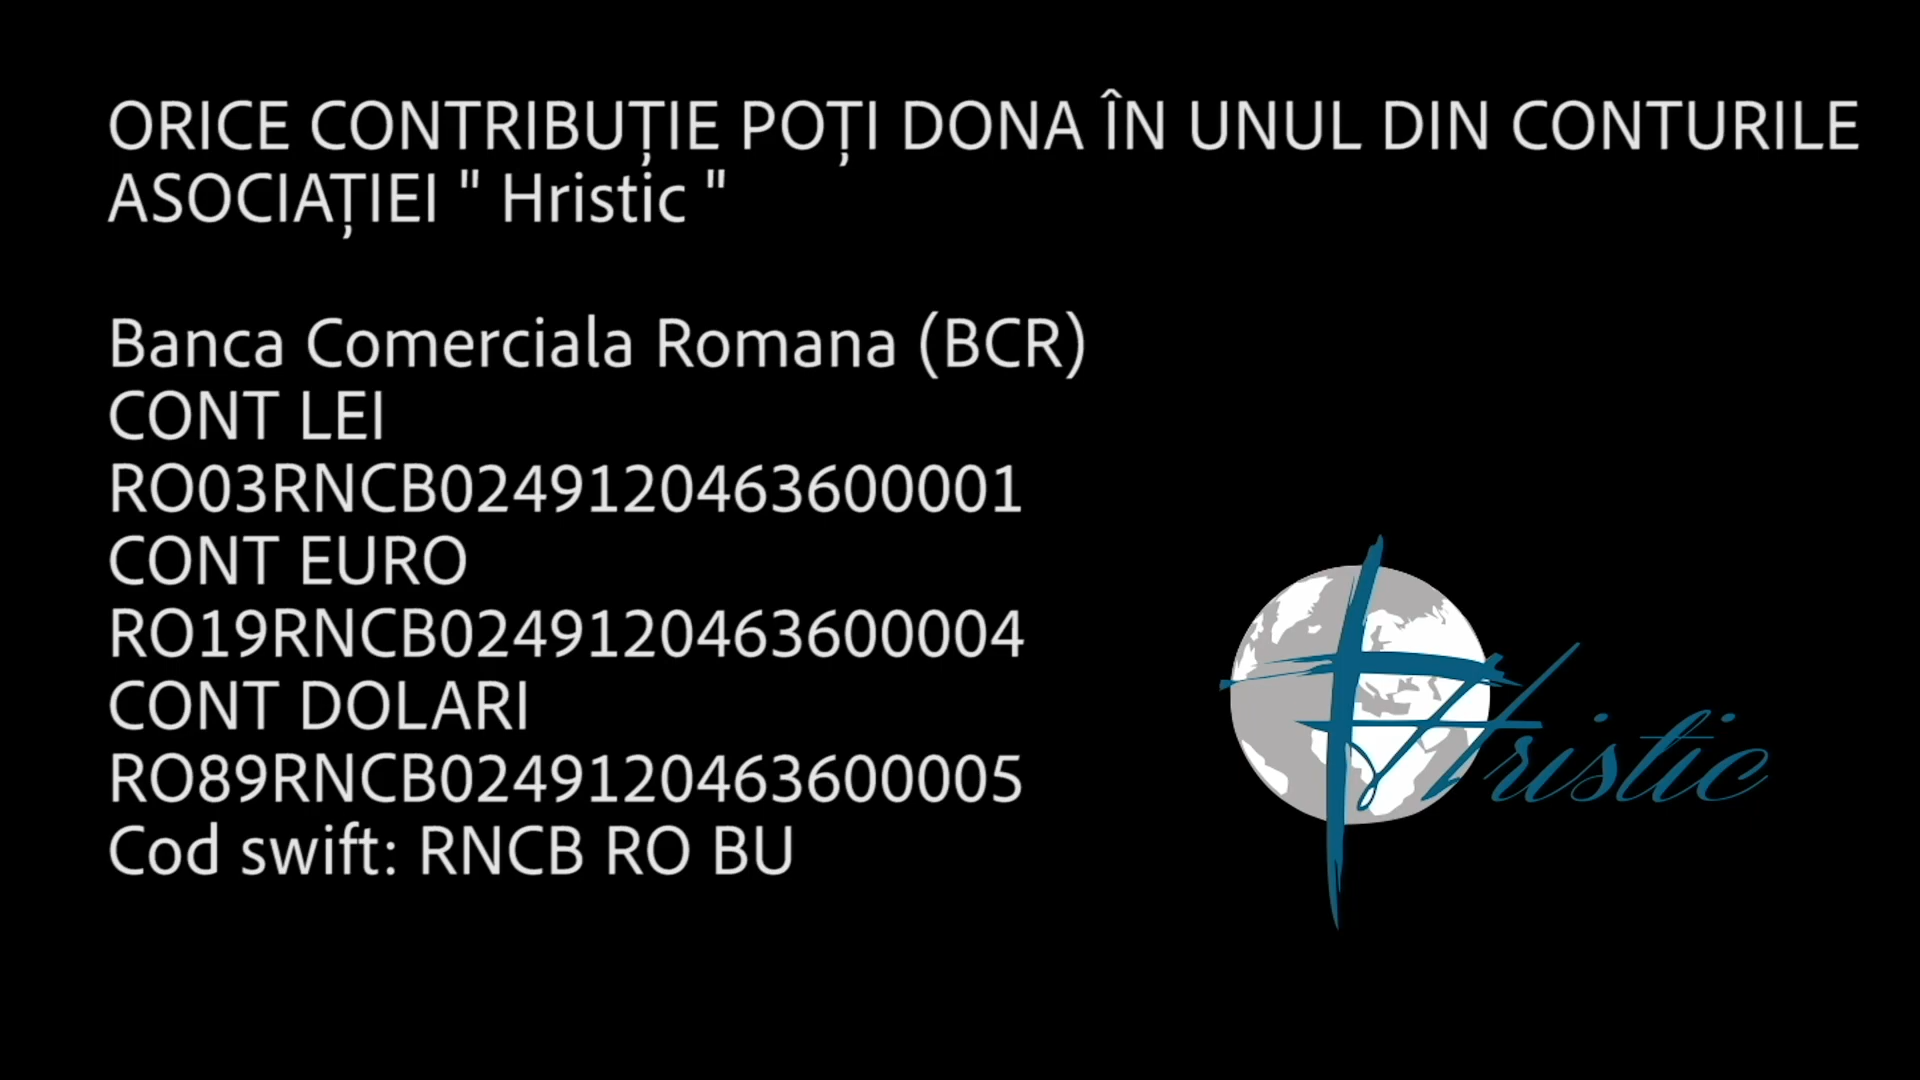 ORICE CONTRIBUȚIE POȚI DONA ÎN UNUL DIN CONTURILE
ASOCIAȚIEI " Hristic "
Banca Comerciala Romana (BCR)
CONT LEI
RO03RNCB0249120463600001
CONT EURO
RO19RNCB0249120463600004
CONT DOLARI
RO89RNCB0249120463600005
Cod swift: RNCB RO BU
Hristic